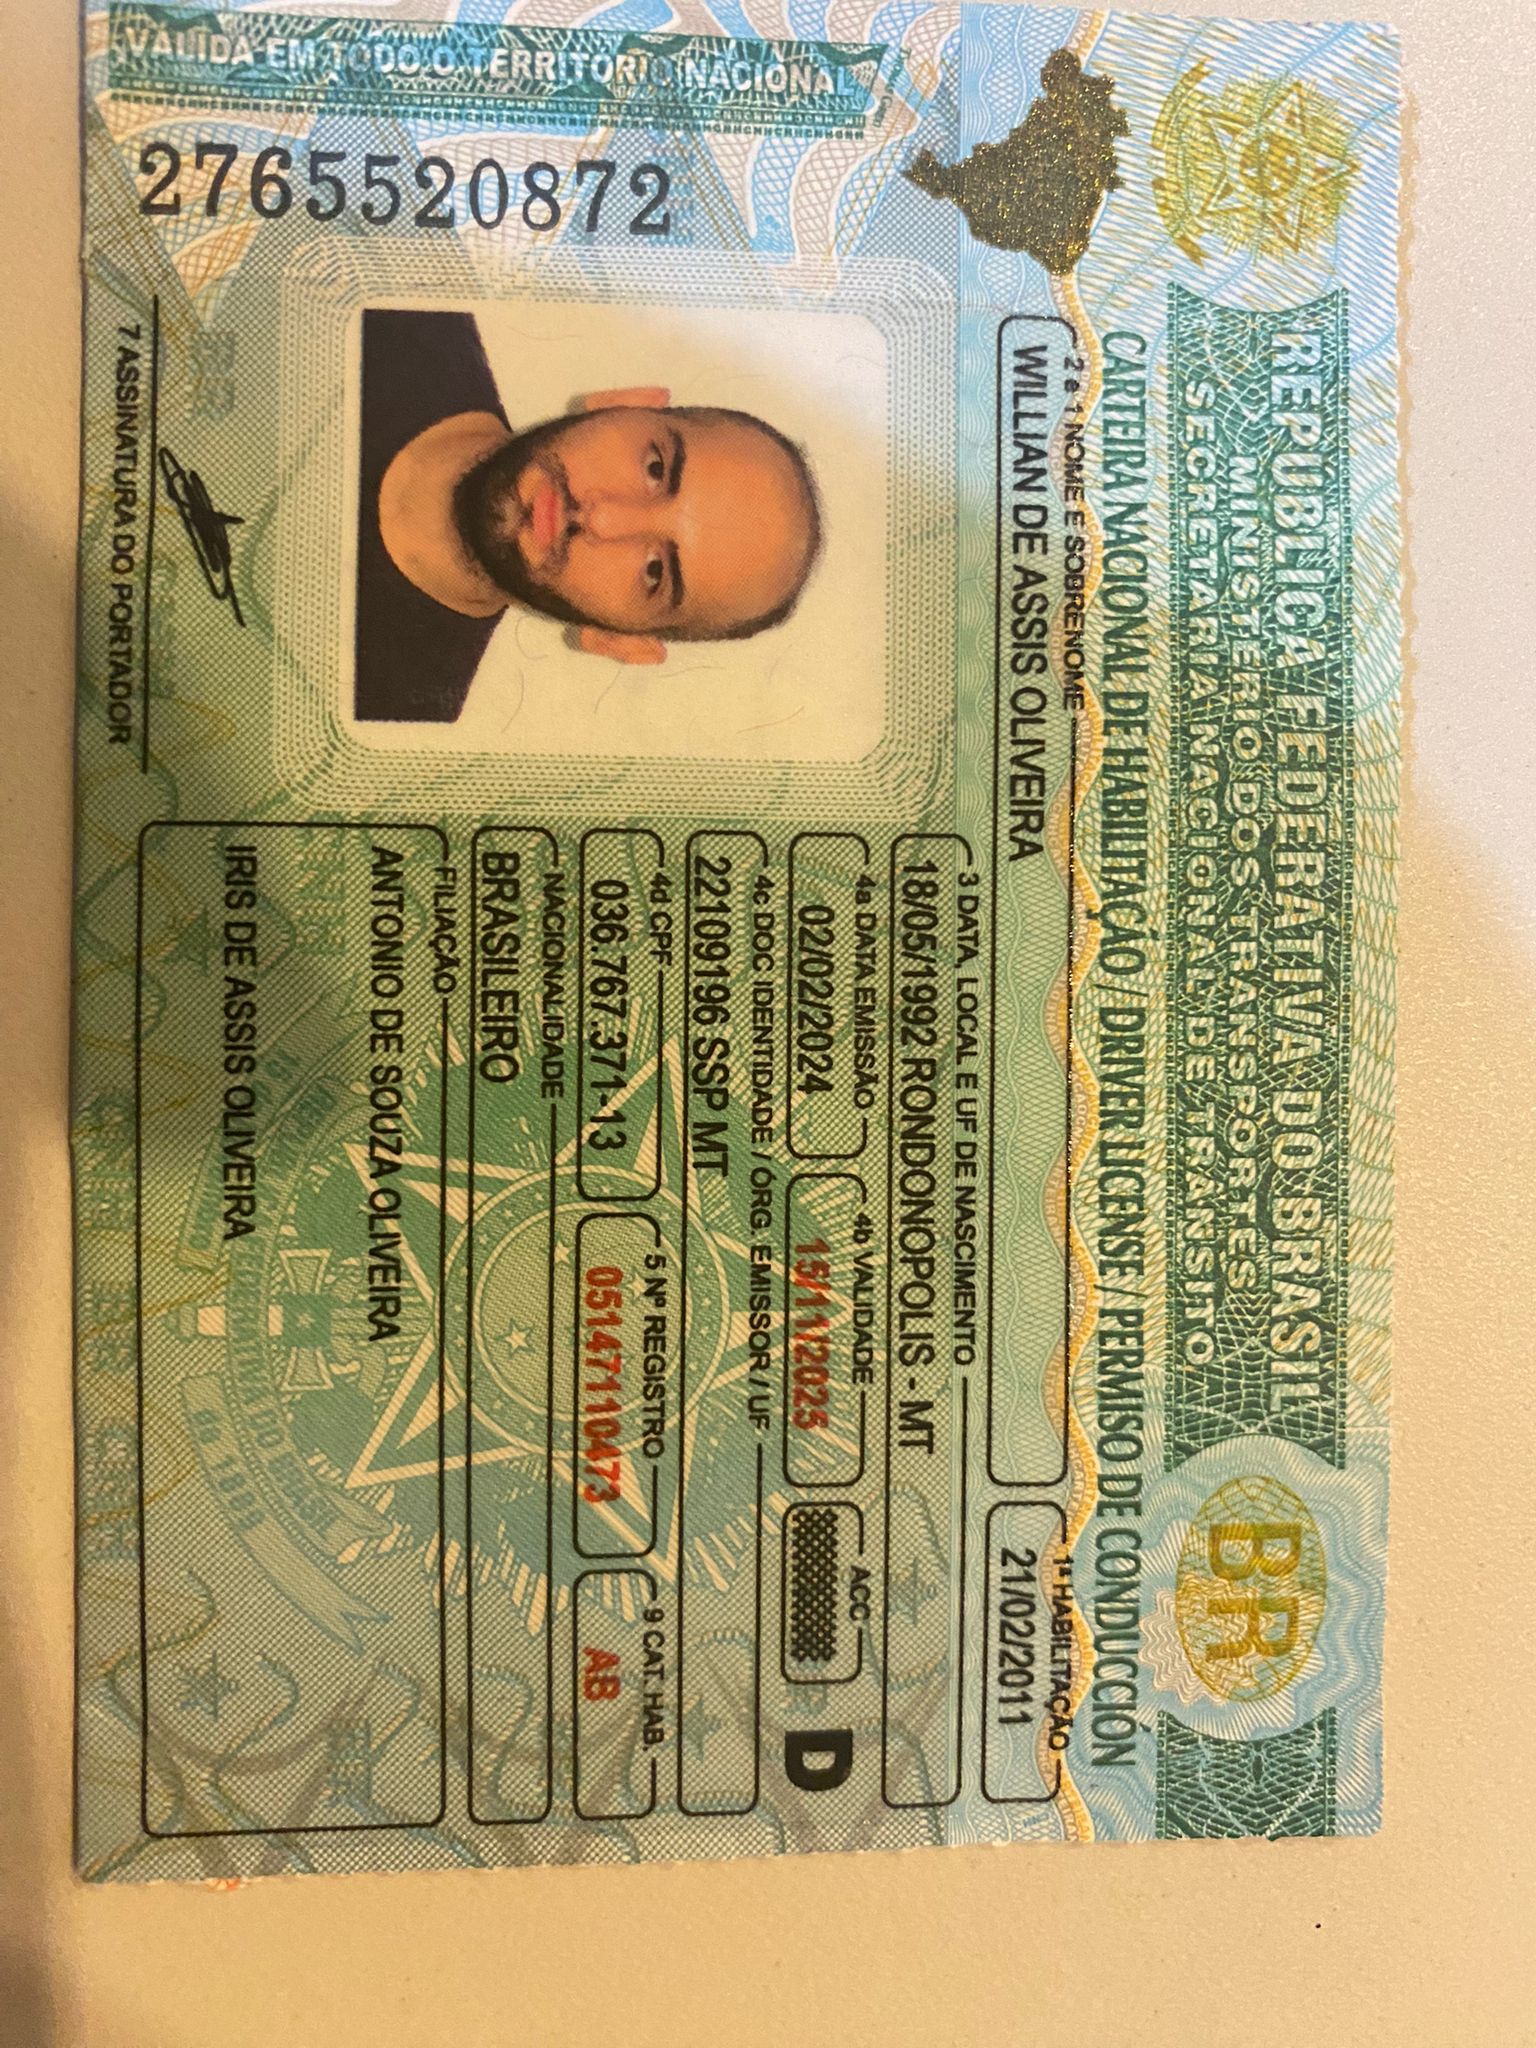 REPÚBLICA FEDERATIVA DO BRASIL
MINISTÉRIO DOS TRANSPORTES
SECRETARIA NACIONAL DE TRÂNSITO
BR
CARTEIRA NACIONAL DE HABILITAÇÃO / DRIVER LICENSE / PERMISO DE CONDUCCIÓN
2 e 1 NOME E SOBRENOME
WILLIAN DE ASSIS OLIVEIRA
1ª HABILITAÇÃO
21/02/2011
3 DATA, LOCAL E UF DE NASCIMENTO
18/05/1992 RONDONOPOLIS - MT
4a DATA EMISSÃO
02/02/2024
4b VALIDADE
15/11/2025
ACC
D
4c DOC IDENTIDADE / ÓRG. EMISSOR / UF
22109196 SSP MT
4d CPF
036.767.371-13
5 Nº REGISTRO
05147110473
9 CAT. HAB.
AB
NACIONALIDADE
BRASILEIRO
FILIAÇÃO
ANTONIO DE SOUZA OLIVEIRA
IRIS DE ASSIS OLIVEIRA
7 ASSINATURA DO PORTADOR
VÁLIDA EM TODO O TERRITÓRIO NACIONAL
2765520872